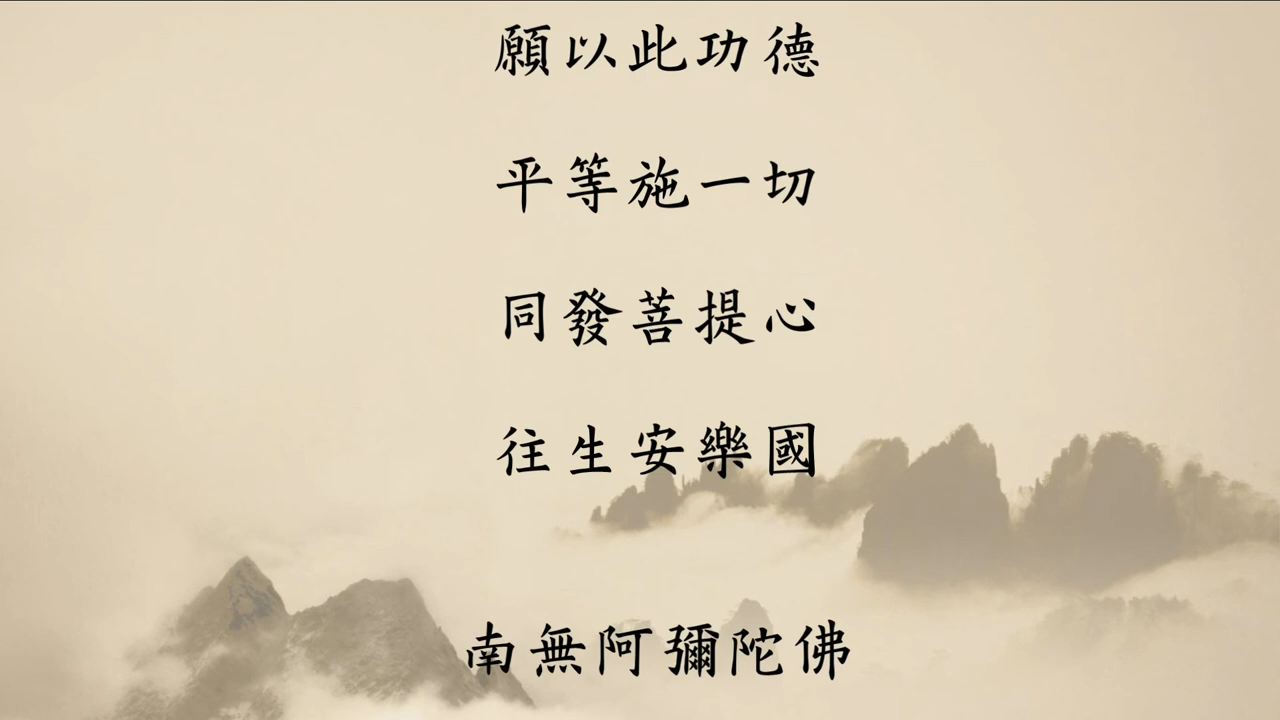 願以此功德
平等施一切
同發菩提心
往生安樂國
南無阿彌陀佛